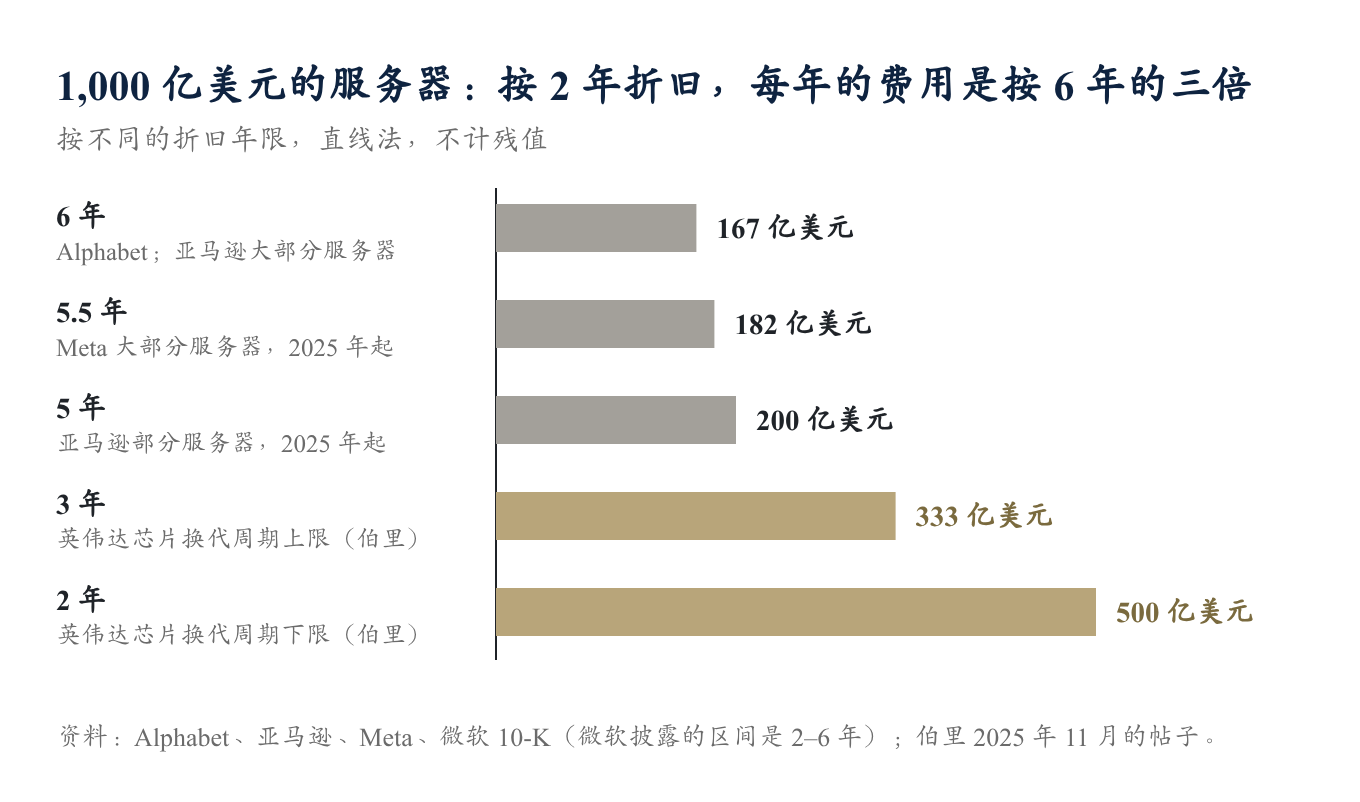 1,000 亿美元的服务器：按 2 年折旧，每年的费用是按 6 年的三倍
按不同的折旧年限，直线法，不计残值
6 年
Alphabet；亚马逊大部分服务器
167 亿美元
5.5 年
Meta 大部分服务器，2025 年起
182 亿美元
5 年
亚马逊部分服务器，2025 年起
200 亿美元
3 年
英伟达芯片换代周期上限（伯里）
333 亿美元
2 年
英伟达芯片换代周期下限（伯里）
500 亿美元
资料：Alphabet、亚马逊、Meta、微软 10-K（微软披露的区间是 2–6 年）；伯里 2025 年 11 月的帖子。